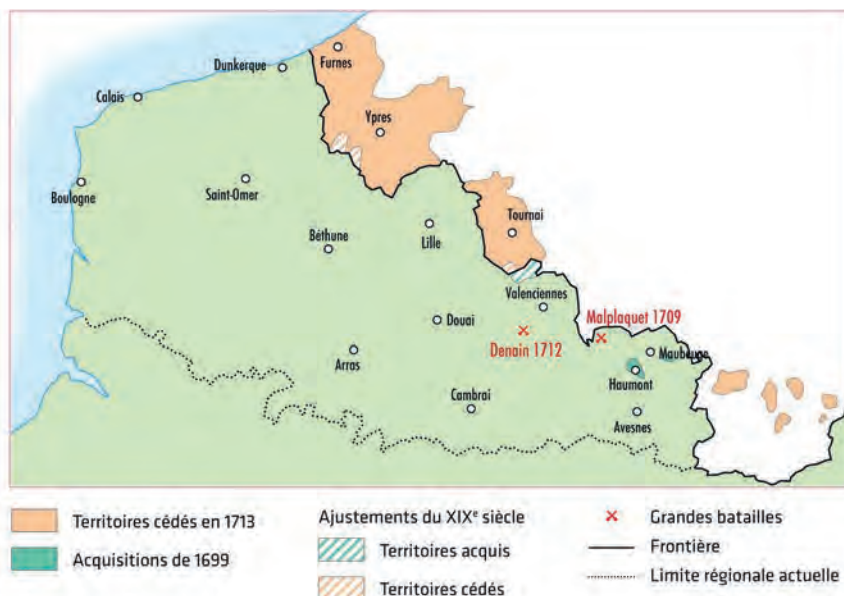 Furnes
Dunkerque
Calais
Ypres
Boulogne
Saint-Omer
Tournai
Lille
Béthune
Valenciennes
Malplaquet 1709
Douai
Denain 1712
Maubeuge
Arras
Haumont
Cambrai
Avesnes
Territoires cédés en 1713
Acquisitions de 1699
Ajustements du XIXe siècle
Territoires acquis
Territoires cédés
Grandes batailles
Frontière
Limite régionale actuelle